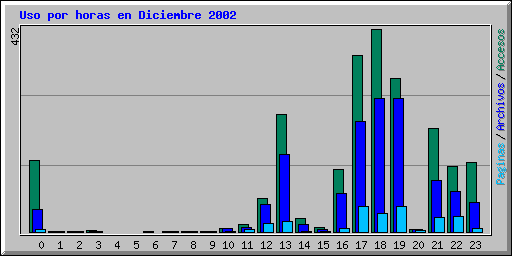 Uso por horas en Diciembre 2002
432
Paginas / Archivos / Accesos
0 1 2 3 4 5 6 7 8 9 10 11 12 13 14 15 16 17 18 19 20 21 22 23